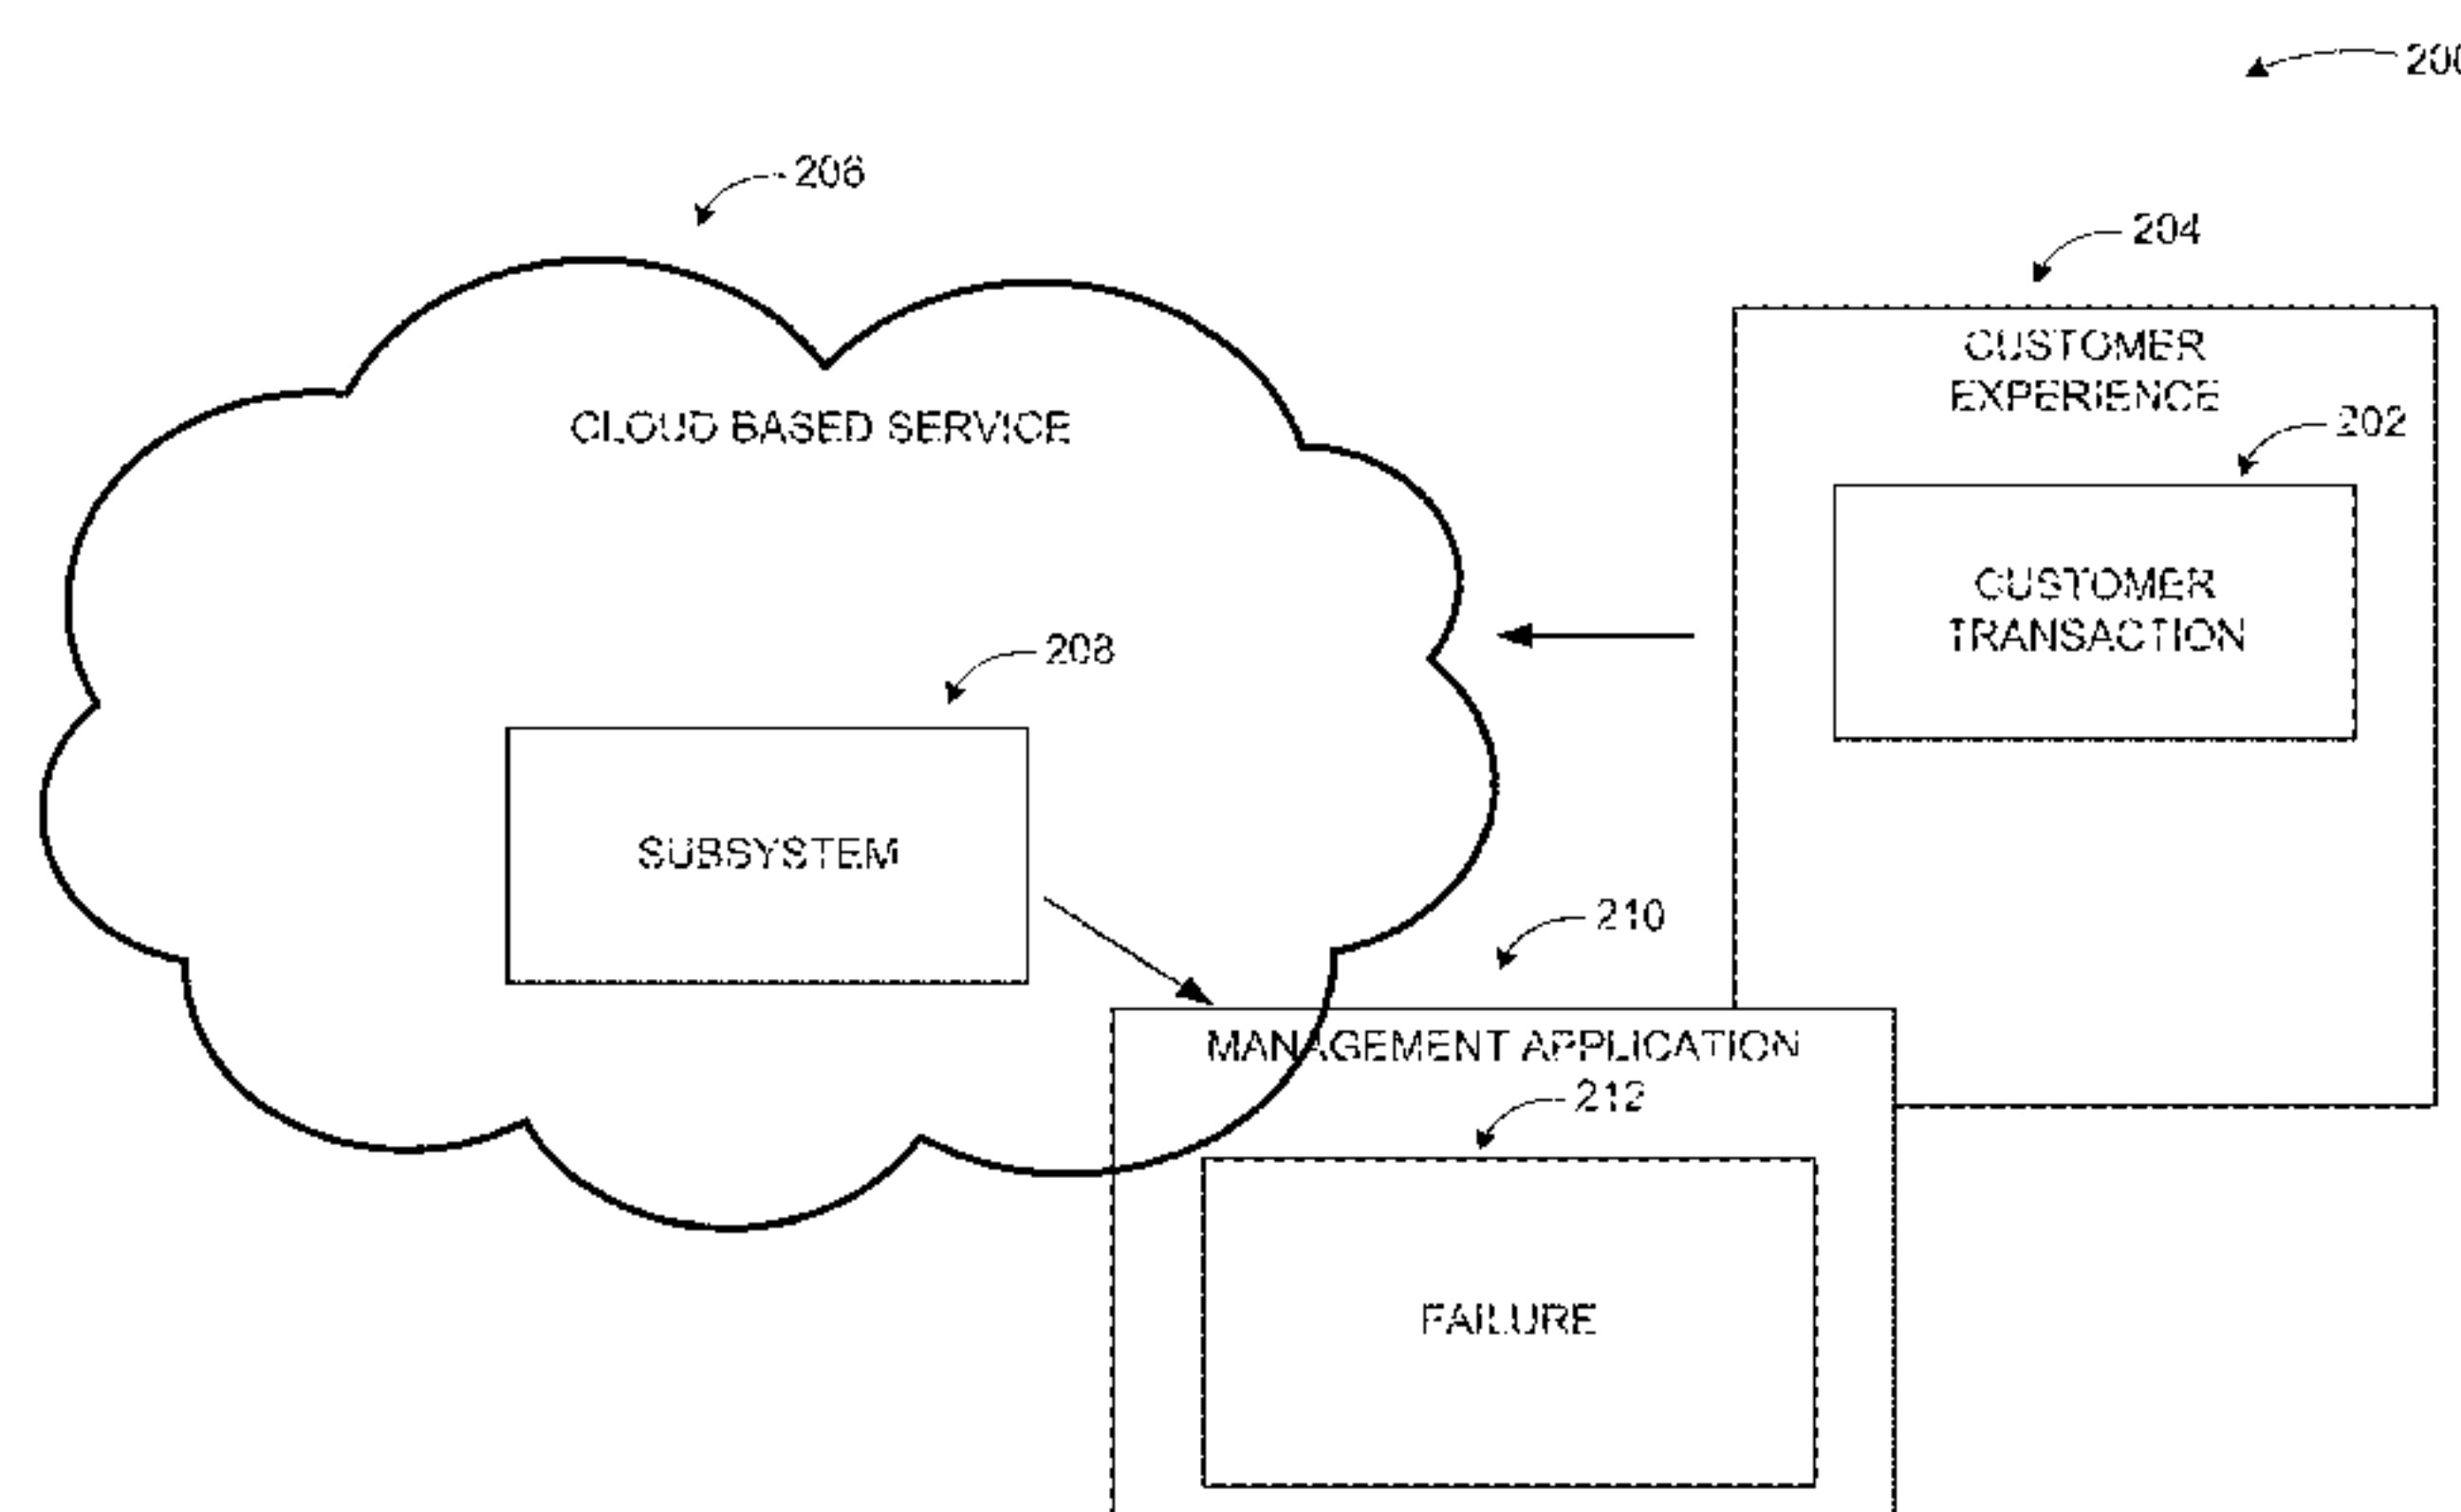 200
206
204
CUSTOMER
EXPERIENCE
202
CLOUD BASED SERVICE
CUSTOMER
TRANSACTION
208
SUBSYSTEM
210
MANAGEMENT APPLICATION
212
FAILURE